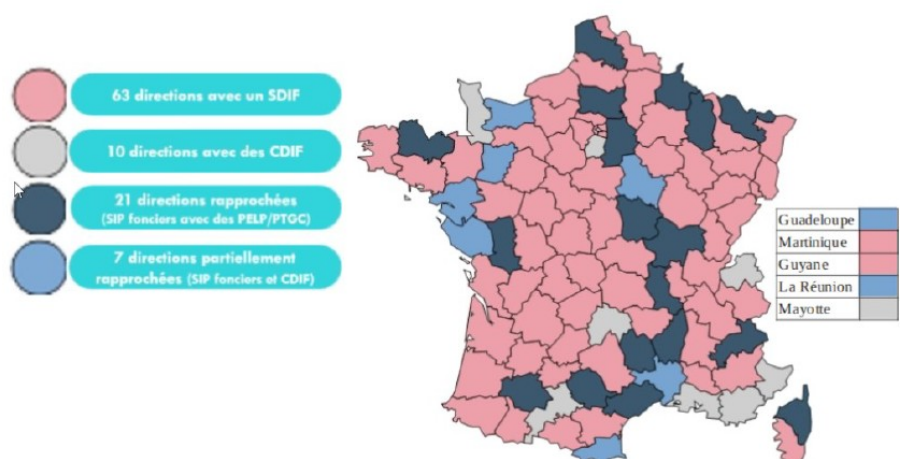 63 directions avec un SDIF
10 directions avec des CDIF
21 directions rapprochées
(SIP fonciers avec des PELP/PTGC)
7 directions partiellement
rapprochées (SIP fonciers et CDIF)
Guadeloupe
Martinique
Guyane
La Réunion
Mayotte